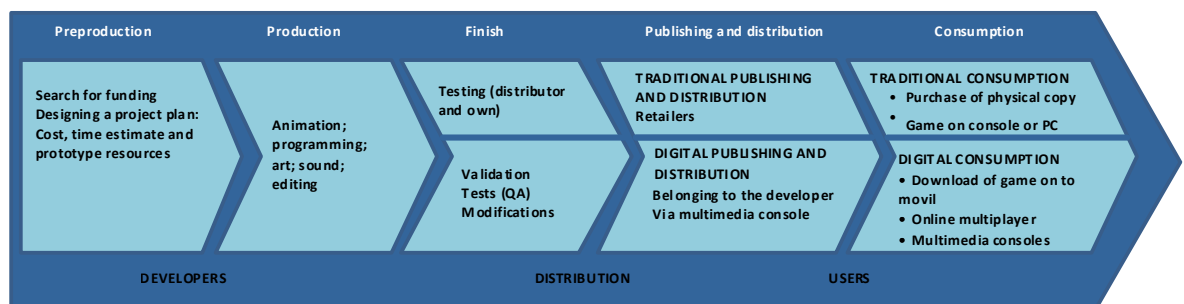 Preproduction
Production
Finish
Publishing and distribution
Consumption
Search for funding
Designing a project plan:
Cost, time estimate and
prototype resources
Animation;
programming;
art; sound;
editing
Testing (distributor
and own)
Validation
Tests (QA)
Modifications
TRADITIONAL PUBLISHING
AND DISTRIBUTION
Retailers
DIGITAL PUBLISHING AND
DISTRIBUTION
Belonging to the developer
Via multimedia console
TRADITIONAL CONSUMPTION
• Purchase of physical copy
• Game on console or PC
DIGITAL CONSUMPTION
• Download of game on to
movil
• Online multiplayer
• Multimedia consoles
DEVELOPERS
DISTRIBUTION
USERS